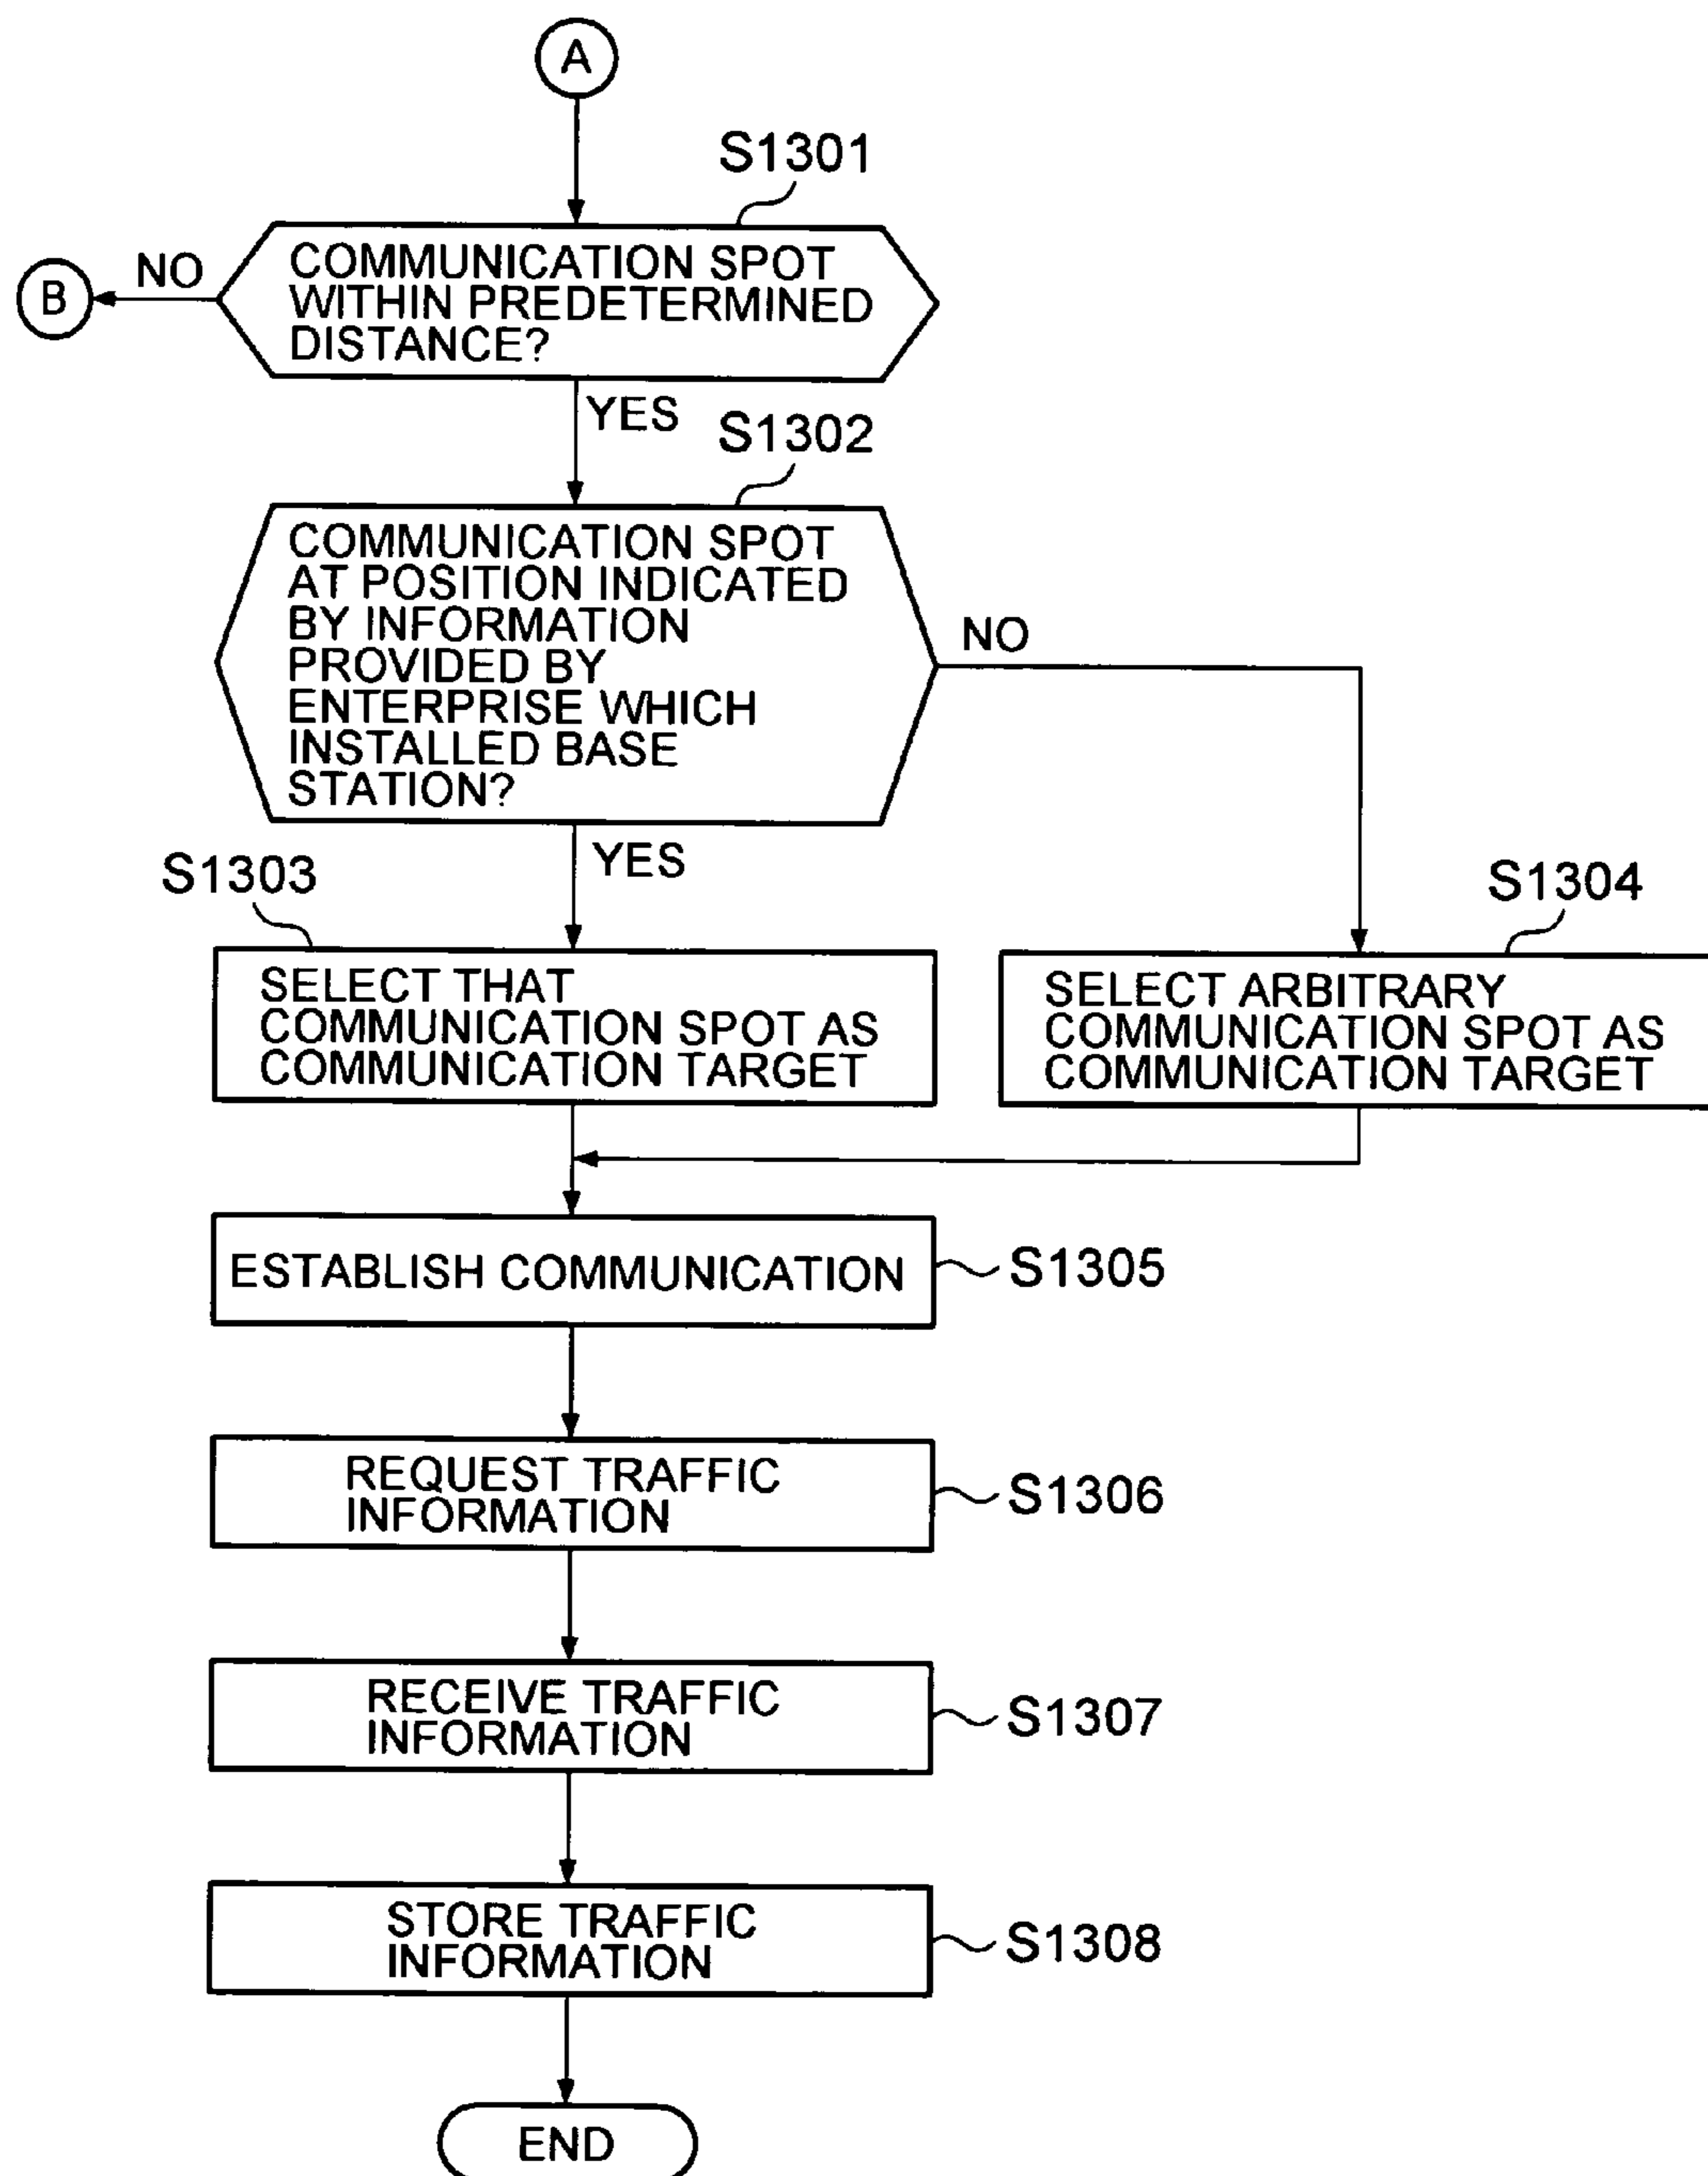 A
S1301
COMMUNICATION SPOT
WITHIN PREDETERMINED
DISTANCE?
NO
B
YES
S1302
COMMUNICATION SPOT
AT POSITION INDICATED
BY INFORMATION
PROVIDED BY
ENTERPRISE WHICH
INSTALLED BASE
STATION?
NO
YES
S1303
SELECT THAT
COMMUNICATION SPOT AS
COMMUNICATION TARGET
S1304
SELECT ARBITRARY
COMMUNICATION SPOT AS
COMMUNICATION TARGET
ESTABLISH COMMUNICATION
S1305
REQUEST TRAFFIC
INFORMATION
S1306
RECEIVE TRAFFIC
INFORMATION
S1307
STORE TRAFFIC
INFORMATION
S1308
END